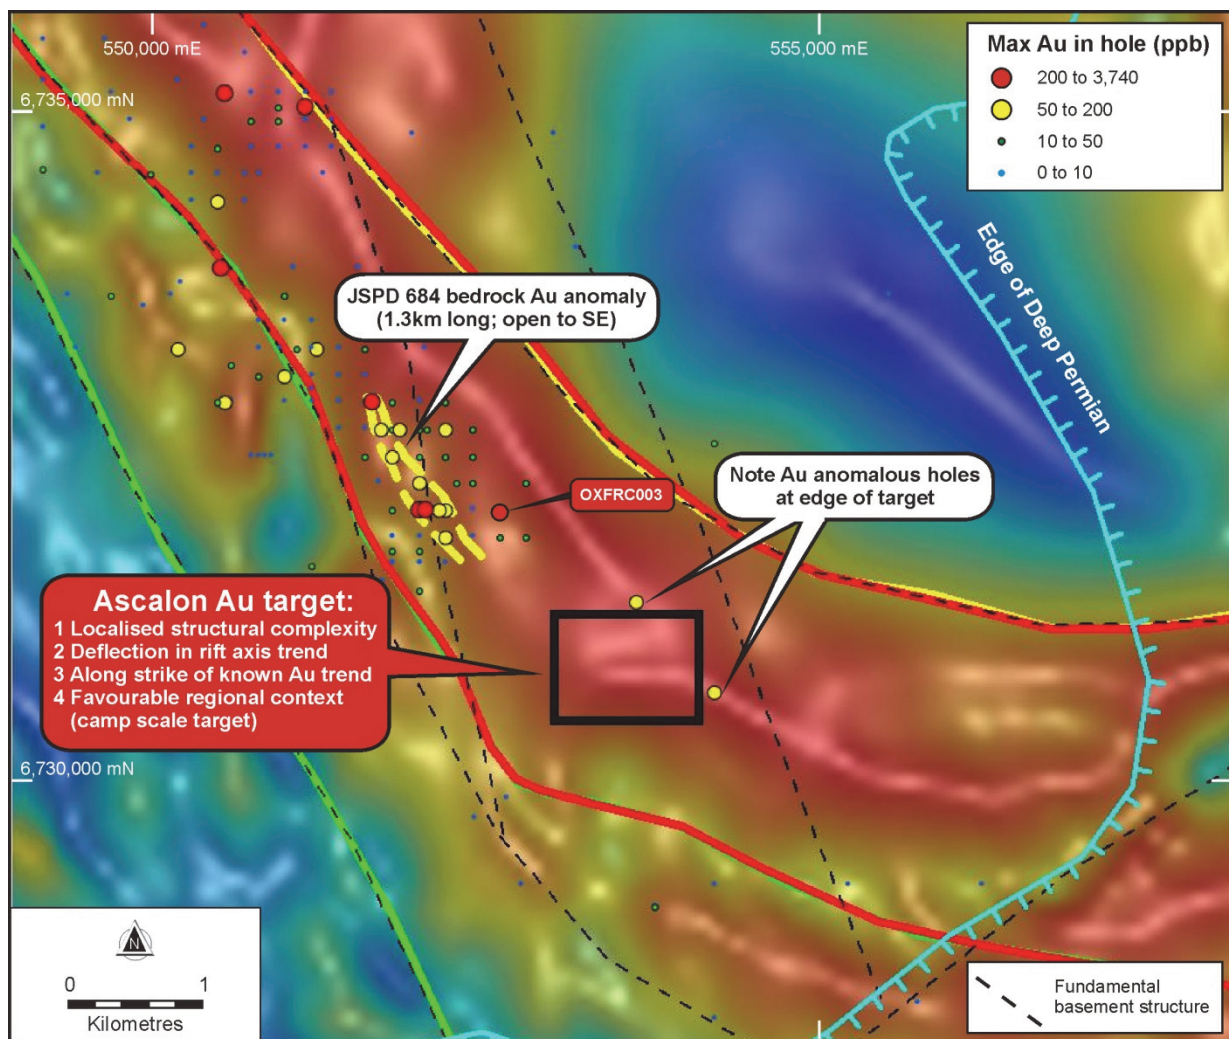 550,000 mE
555,000 mE
6,735,000 mN
Max Au in hole (ppb)
200 to 3,740
50 to 200
10 to 50
0 to 10
Edge of Deep Permian
JSPD 684 bedrock Au anomaly
(1.3km long; open to SE)
Note Au anomalous holes
at edge of target
OXFRC003
Ascalon Au target:
1 Localised structural complexity
2 Deflection in rift axis trend
3 Along strike of known Au trend
4 Favourable regional context
(camp scale target)
6,730,000 mN
N
0
1
Kilometres
Fundamental
basement structure